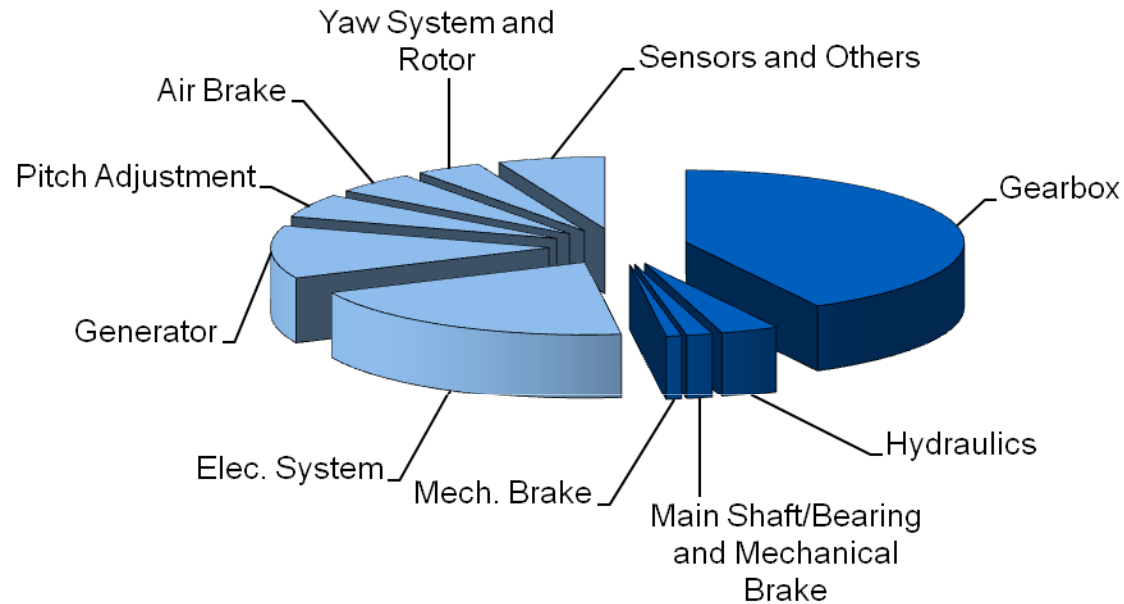 Yaw System and
Rotor
Sensors and Others
Air Brake
Pitch Adjustment
Gearbox
Generator
Hydraulics
Elec. System
Mech. Brake
Main Shaft/Bearing
and Mechanical
Brake